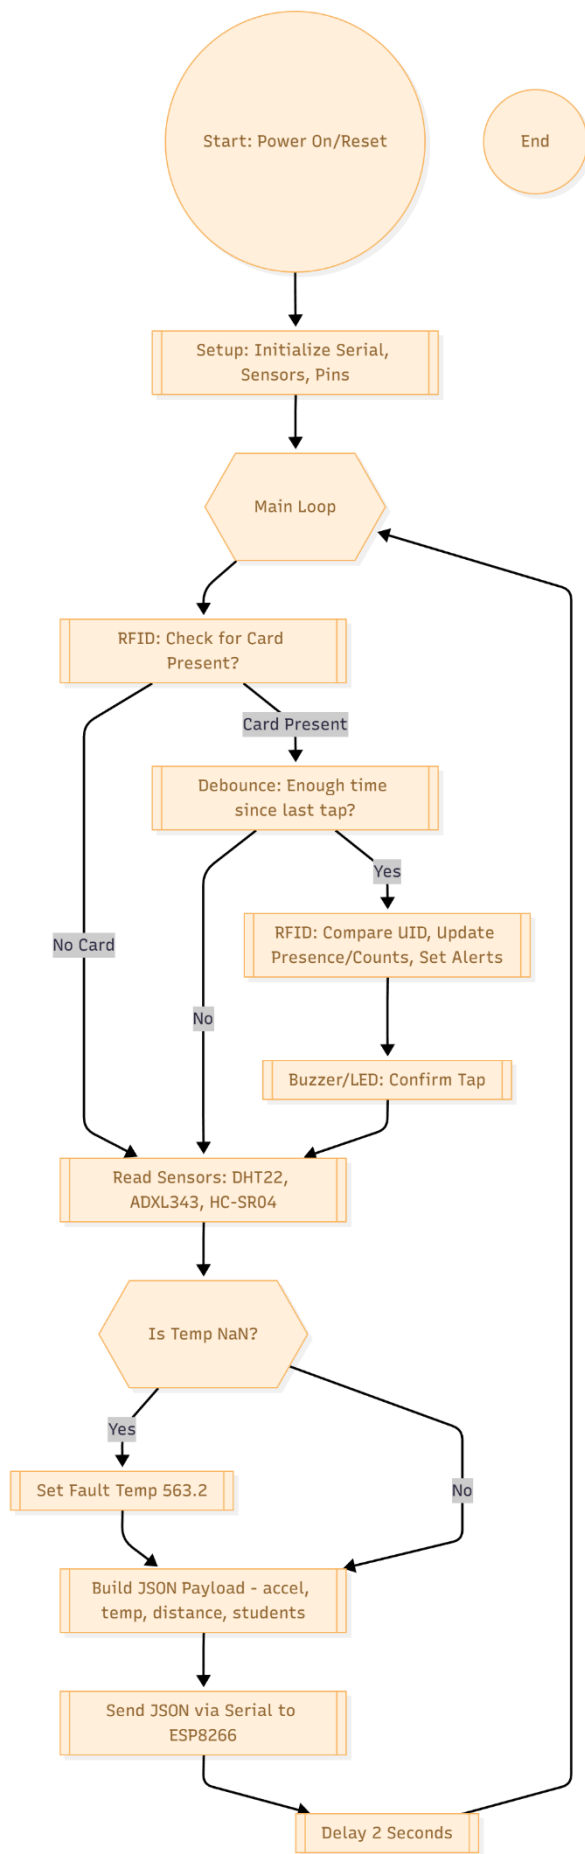 Start: Power On/Reset
End
Setup: Initialize Serial,
Sensors, Pins
Main Loop
RFID: Check for Card
Present?
Card Present
Debounce: Enough time
since last tap?
Yes
RFID: Compare UID, Update
Presence/Counts, Set Alerts
No Card
No
Buzzer/LED: Confirm Tap
Read Sensors: DHT22,
ADXL343, HC-SR04
Is Temp NaN?
Yes
Set Fault Temp 563.2
No
Build JSON Payload - accel,
temp, distance, students
Send JSON via Serial to
ESP8266
Delay 2 Seconds